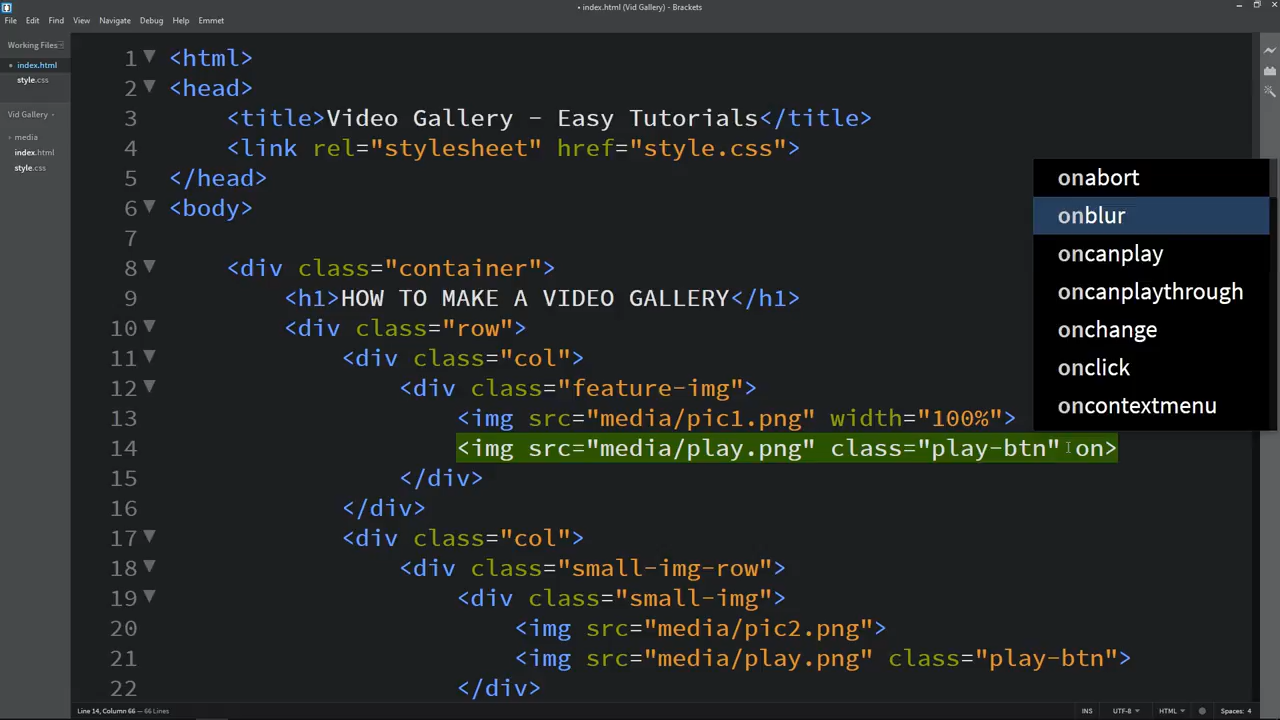 • index.html (Vid Gallery) - Brackets
File Edit Find View Navigate Debug Help Emmet
Working Files
• index.html
style.css
Vid Gallery
media
index.html
style.css
1 <html>
2 <head>
3 <title>Video Gallery - Easy Tutorials</title>
4 <link rel="stylesheet" href="style.css">
5 </head>
6 <body>
7
8 <div class="container">
9 <h1>HOW TO MAKE A VIDEO GALLERY</h1>
10 <div class="row">
11 <div class="col">
12 <div class="feature-img">
13 <img src="media/pic1.png" width="100%">
14 <img src="media/play.png" class="play-btn" on>
15 </div>
16 </div>
17 <div class="col">
18 <div class="small-img-row">
19 <div class="small-img">
20 <img src="media/pic2.png">
21 <img src="media/play.png" class="play-btn">
22 </div>
onabort
onblur
oncanplay
oncanplaythrough
onchange
onclick
oncontextmenu
Line 14, Column 66 — 66 Lines
INS UTF-8 HTML Spaces: 4